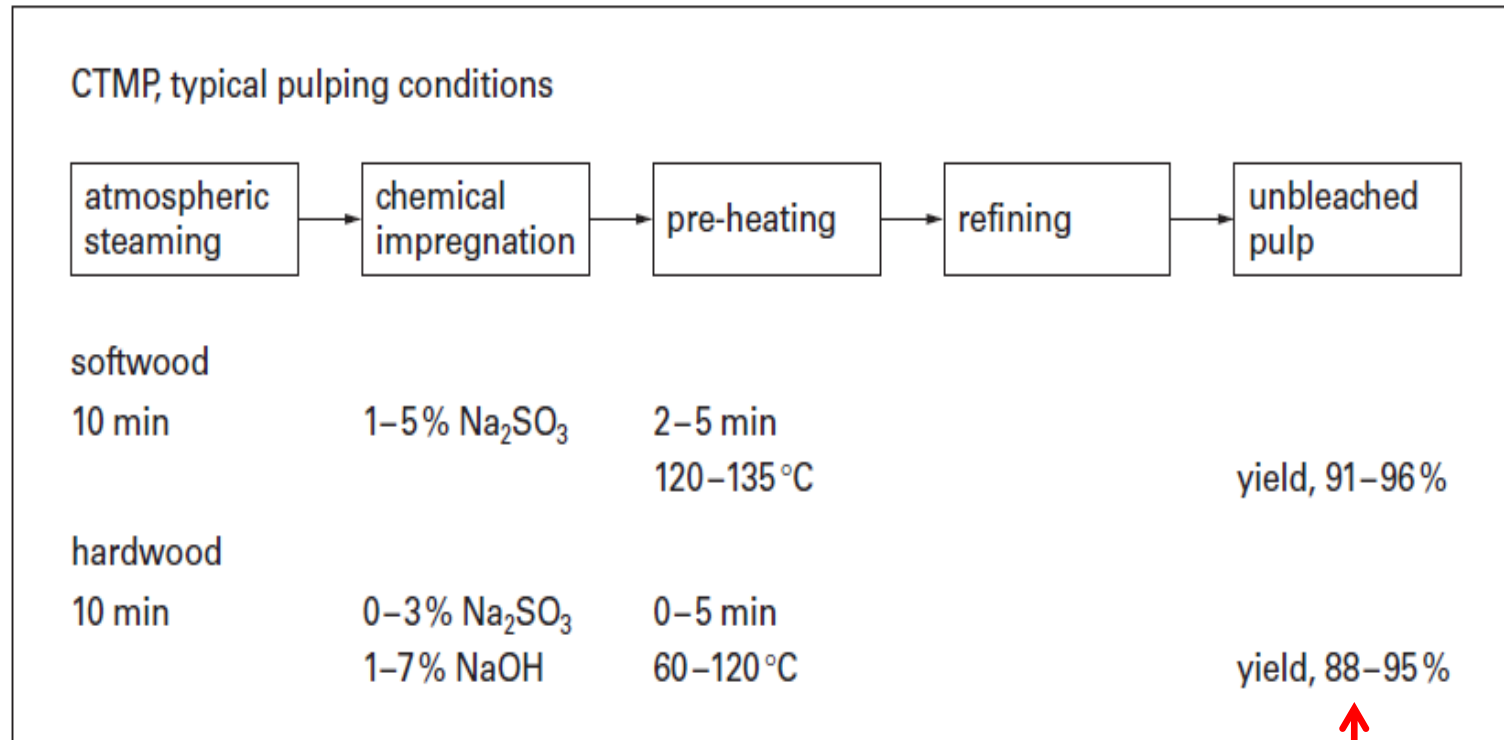 CTMP, typical pulping conditions
atmospheric
steaming
chemical
impregnation
pre-heating
refining
unbleached
pulp
softwood
10 min 1–5% Na₂SO₃ 2–5 min
120–135 °C yield, 91–96%
hardwood
10 min 0–3% Na₂SO₃ 0–5 min
1–7% NaOH 60–120 °C yield, 88–95%